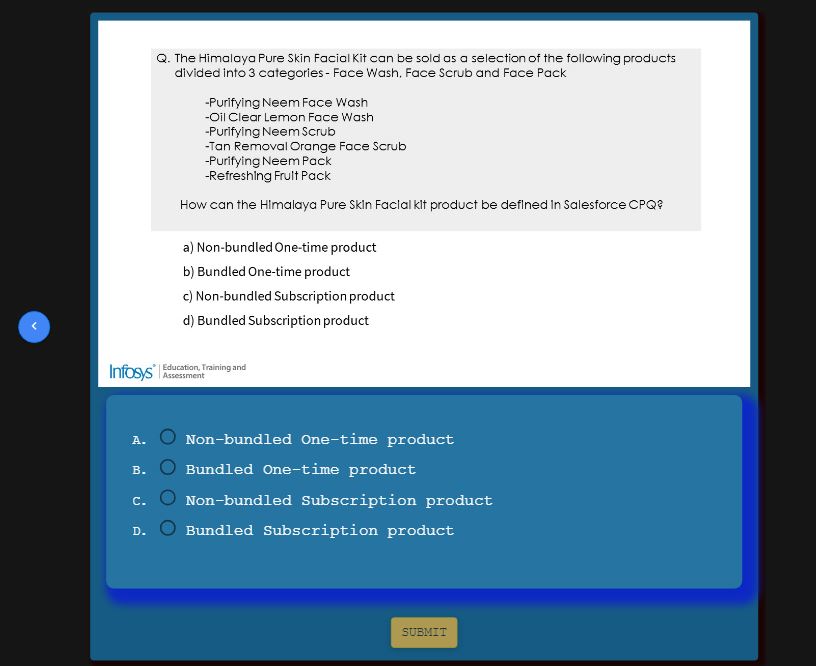 Q. The Himalaya Pure Skin Facial Kit can be sold as a selection of the following products
divided into 3 categories - Face Wash, Face Scrub and Face Pack
-Purifying Neem Face Wash
-Oil Clear Lemon Face Wash
-Purifying Neem Scrub
-Tan Removal Orange Face Scrub
-Purifying Neem Pack
-Refreshing Fruit Pack
How can the Himalaya Pure Skin Facial kit product be defined in Salesforce CPQ?
a) Non-bundled One-time product
b) Bundled One-time product
c) Non-bundled Subscription product
d) Bundled Subscription product
Infosys® | Education, Training and
Assessment
A. Non-bundled One-time product
B. Bundled One-time product
C. Non-bundled Subscription product
D. Bundled Subscription product
SUBMIT